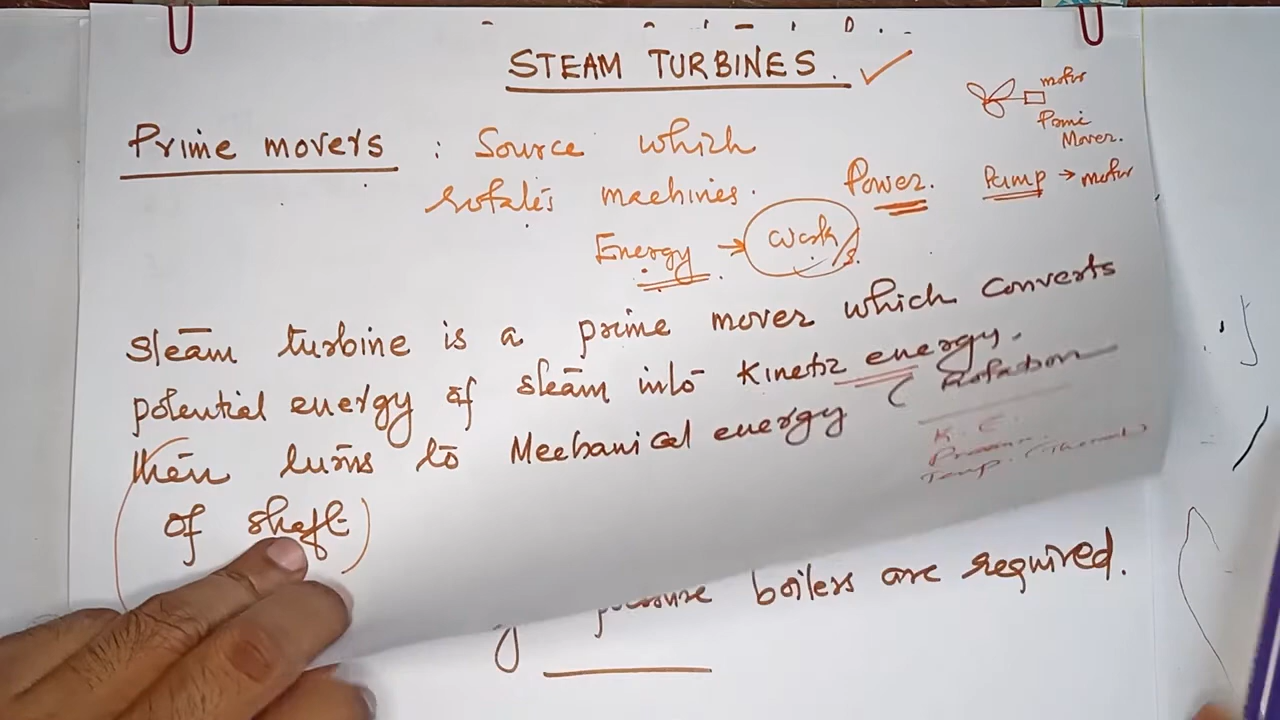 STEAM TURBINES.
motor
Prime Mover.
Prime movers : Source which
rotates machines.
Power.
Pump → motor
Energy → Work/s.
Steam turbine is a prime mover which converts
potential energy of steam into Kinetic energy.
then turns to Mechanical energy ( Rotation
of shaft)
K.E.
pressure boilers are required.